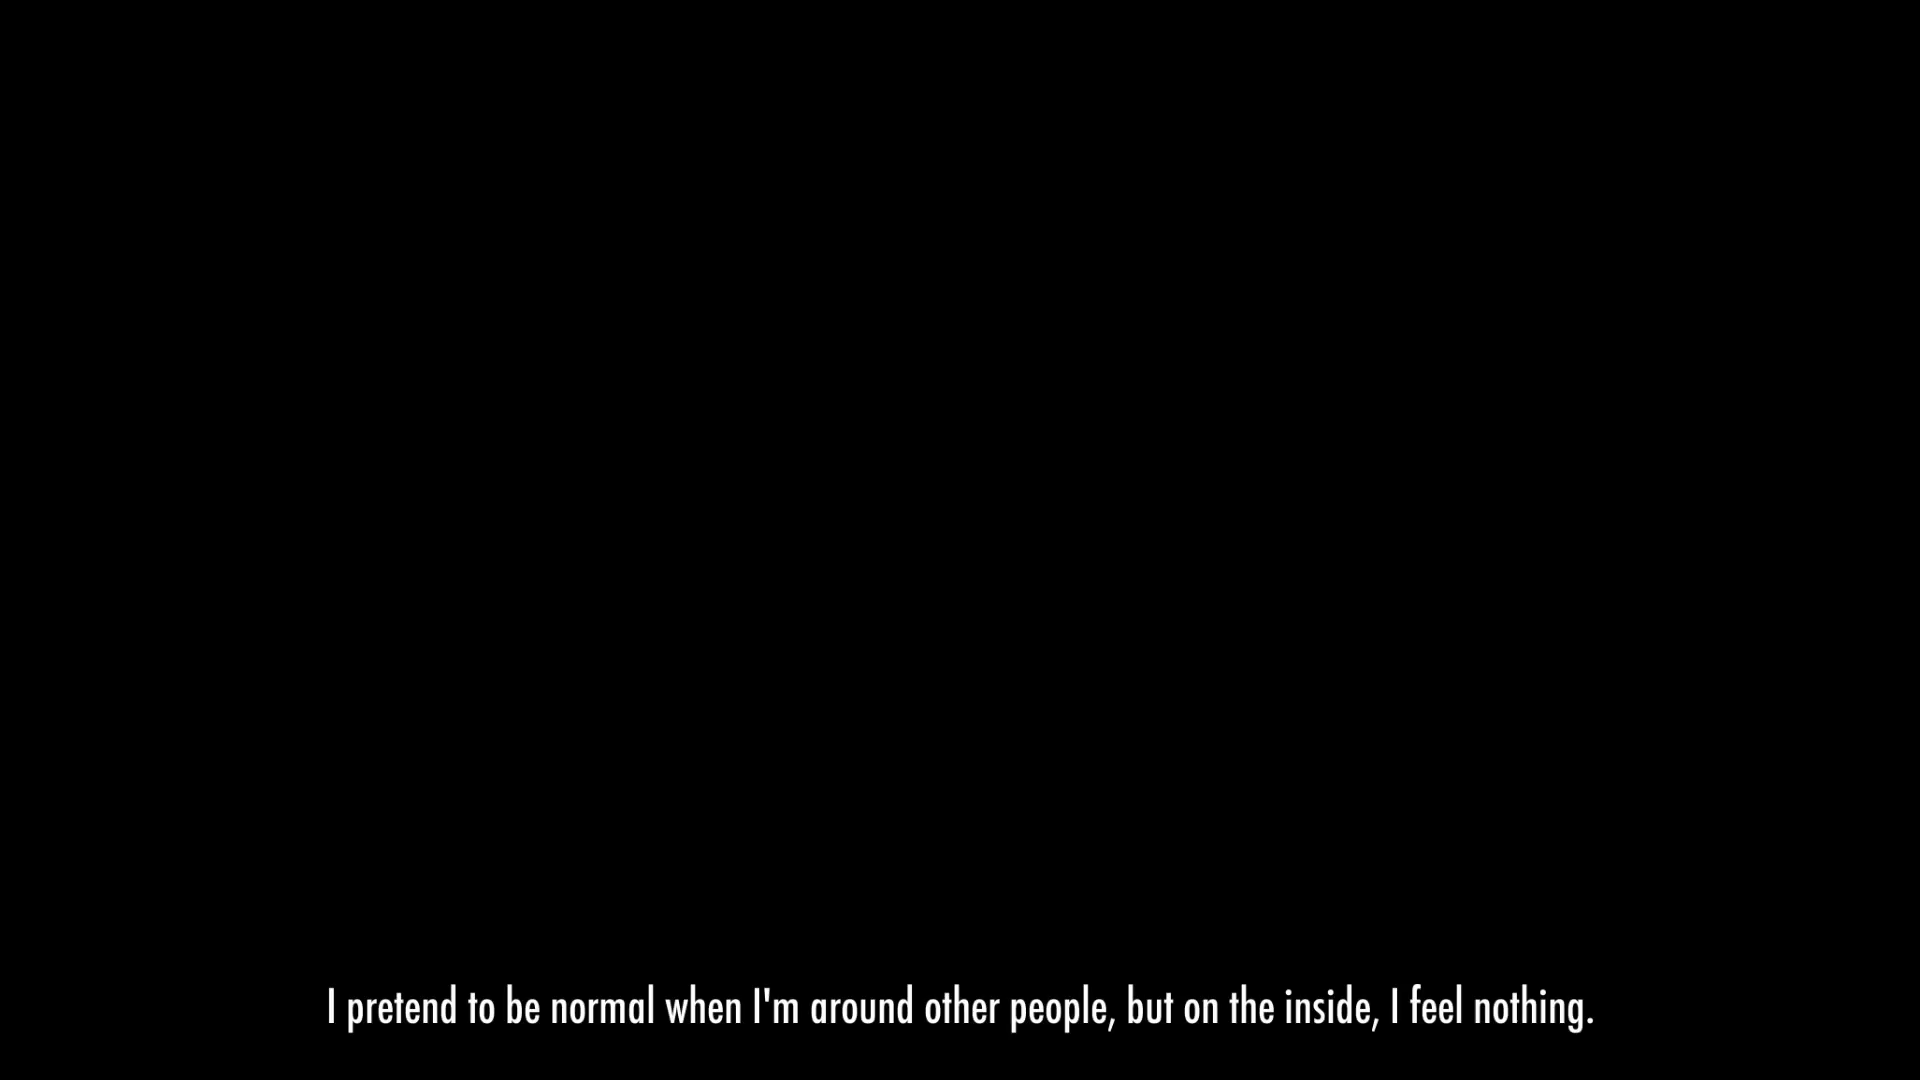 I pretend to be normal when I'm around other people, but on the inside, I feel nothing.